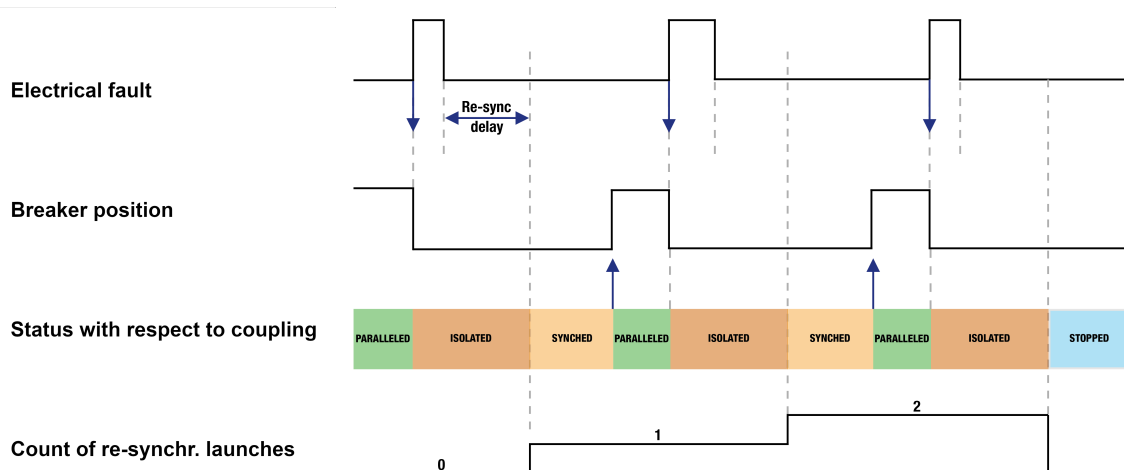 Electrical fault
Re-sync
delay
Breaker position
Status with respect to coupling
PARALLELED ISOLATED SYNCHED PARALLELED ISOLATED SYNCHED PARALLELED ISOLATED STOPPED
2
1
Count of re-synchr. launches
0